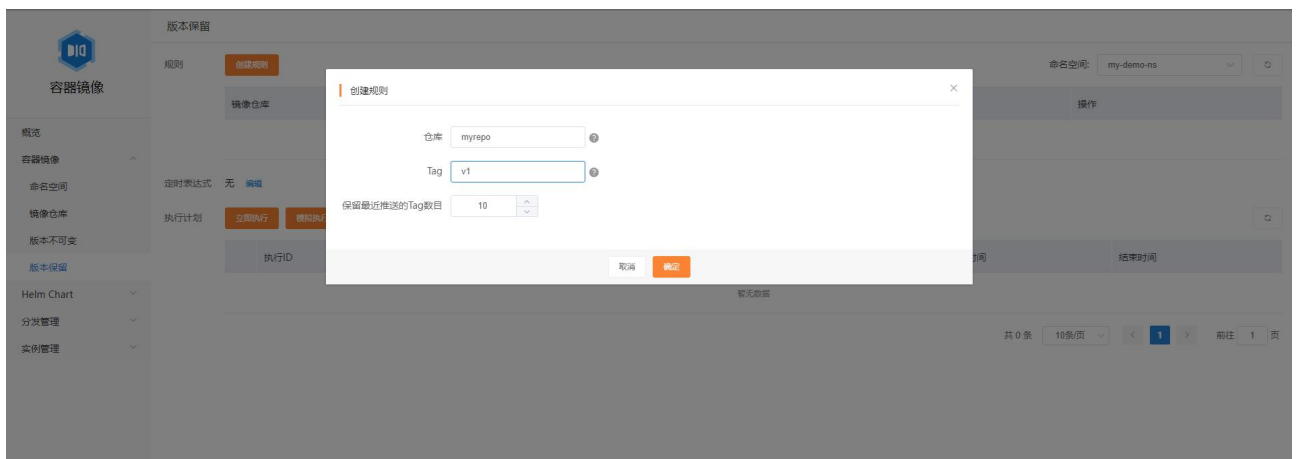 版本保留
容器镜像
规则 创建规则 命名空间: my-demo-ns
镜像仓库 操作
创建规则
仓库 myrepo
Tag v1
保留最近推送的Tag数目 10
取消 确定
概览
容器镜像
命名空间
镜像仓库
版本不可变
版本保留
Helm Chart
分发管理
实例管理
定时表达式 无 编辑
执行计划 立即执行 模拟执行
执行ID 时间 结束时间
暂无数据
共 0 条 10条/页 1 前往 1 页